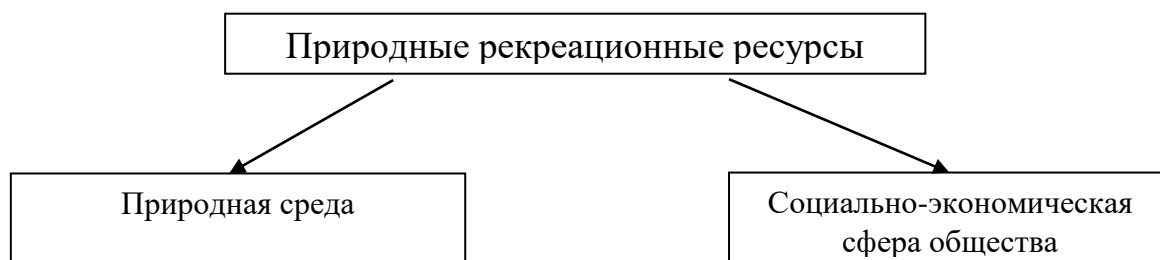 Природные рекреационные ресурсы
Природная среда
Социально-экономическая
сфера общества